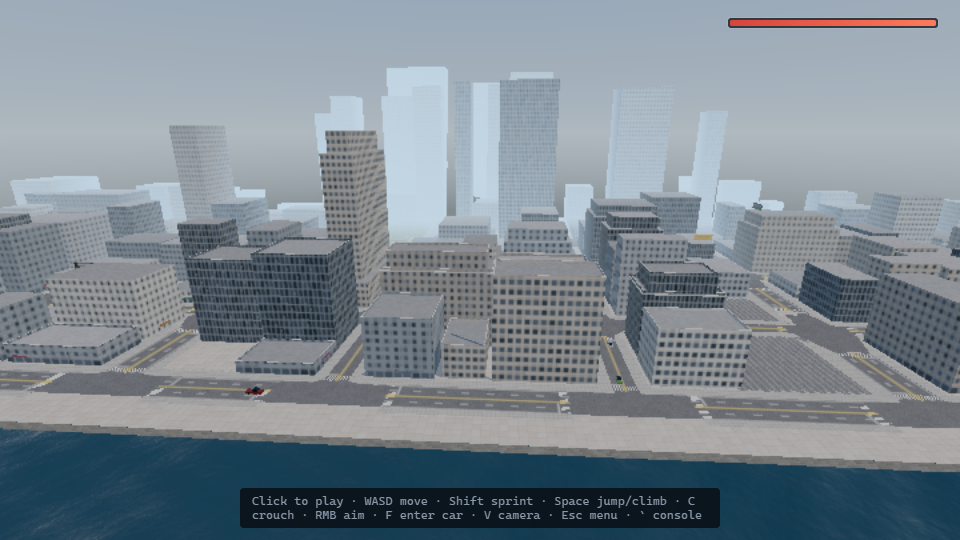 Click to play · WASD move · Shift sprint · Space jump/climb · C
crouch · RMB aim · F enter car · V camera · Esc menu · ` console